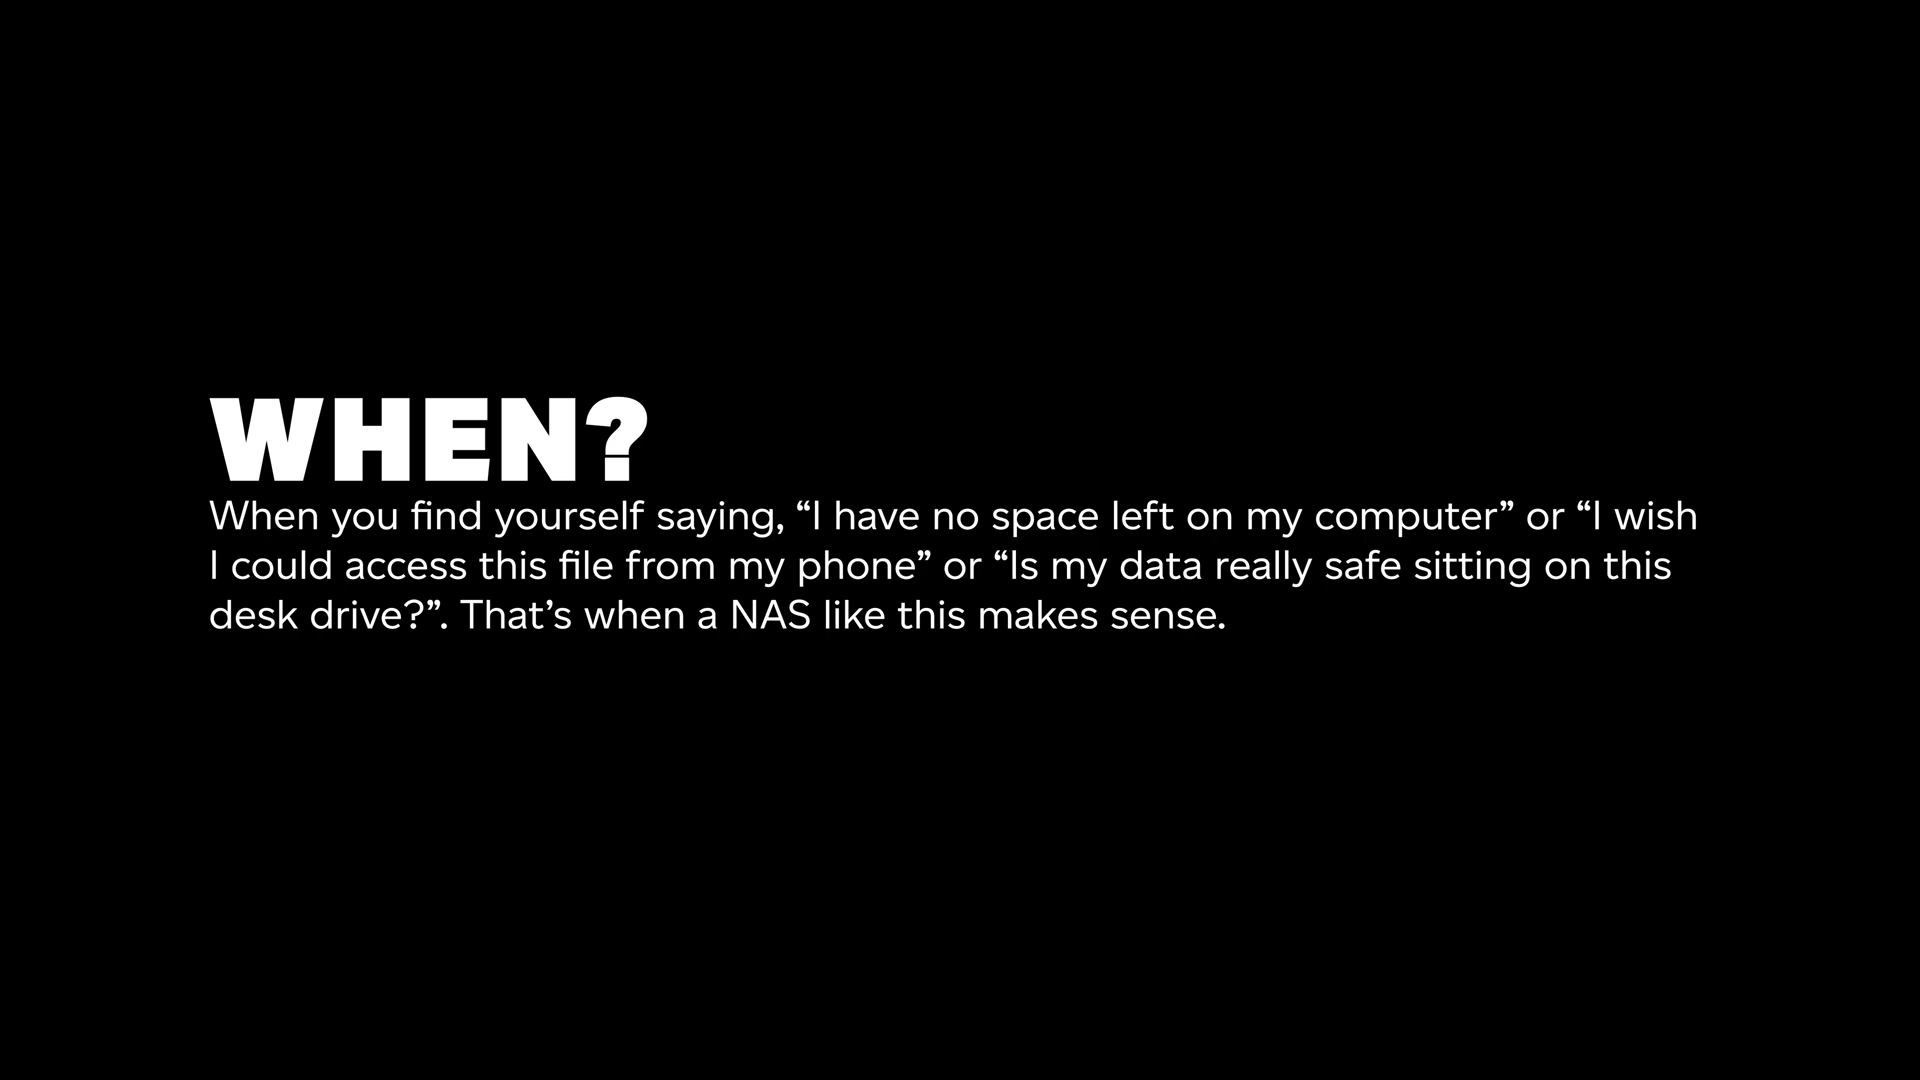 WHEN?
When you find yourself saying, “I have no space left on my computer” or “I wish
I could access this file from my phone” or “Is my data really safe sitting on this
desk drive?”. That’s when a NAS like this makes sense.